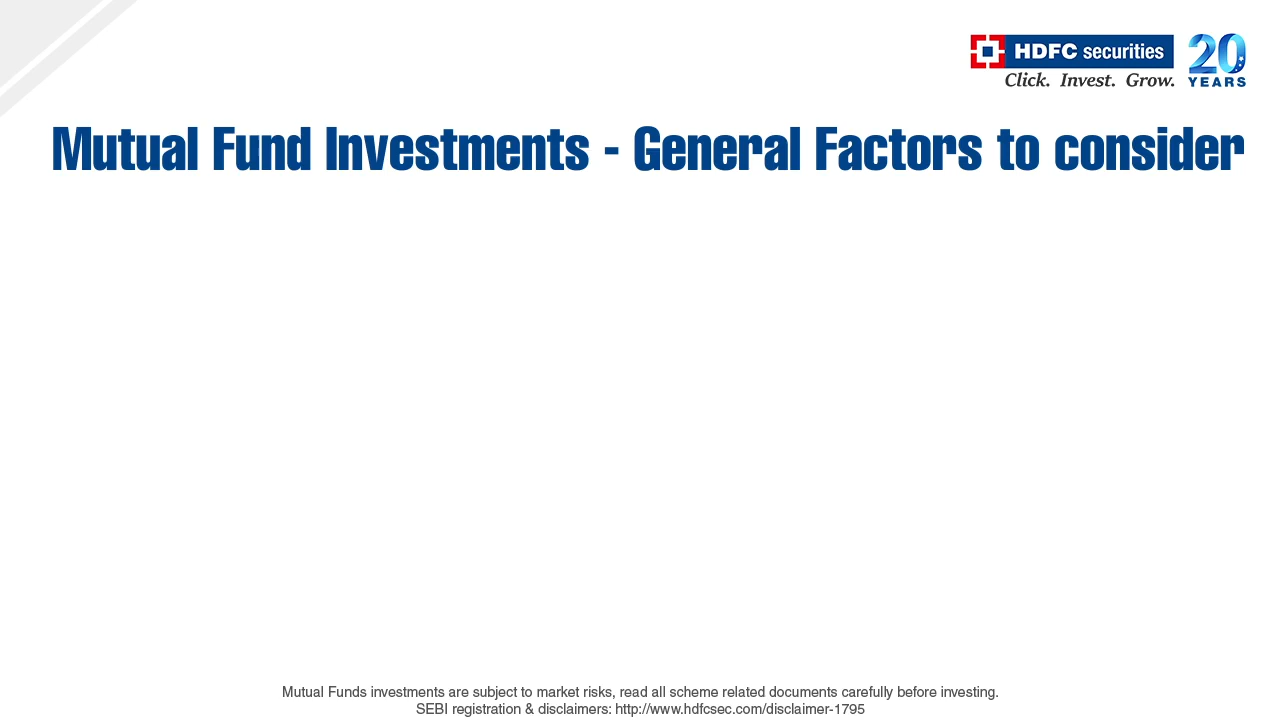 HDFC securities
Click. Invest. Grow.
20
YEARS
Mutual Fund Investments - General Factors to consider
Mutual Funds investments are subject to market risks, read all scheme related documents carefully before investing.
SEBI registration & disclaimers: http://www.hdfcsec.com/disclaimer-1795